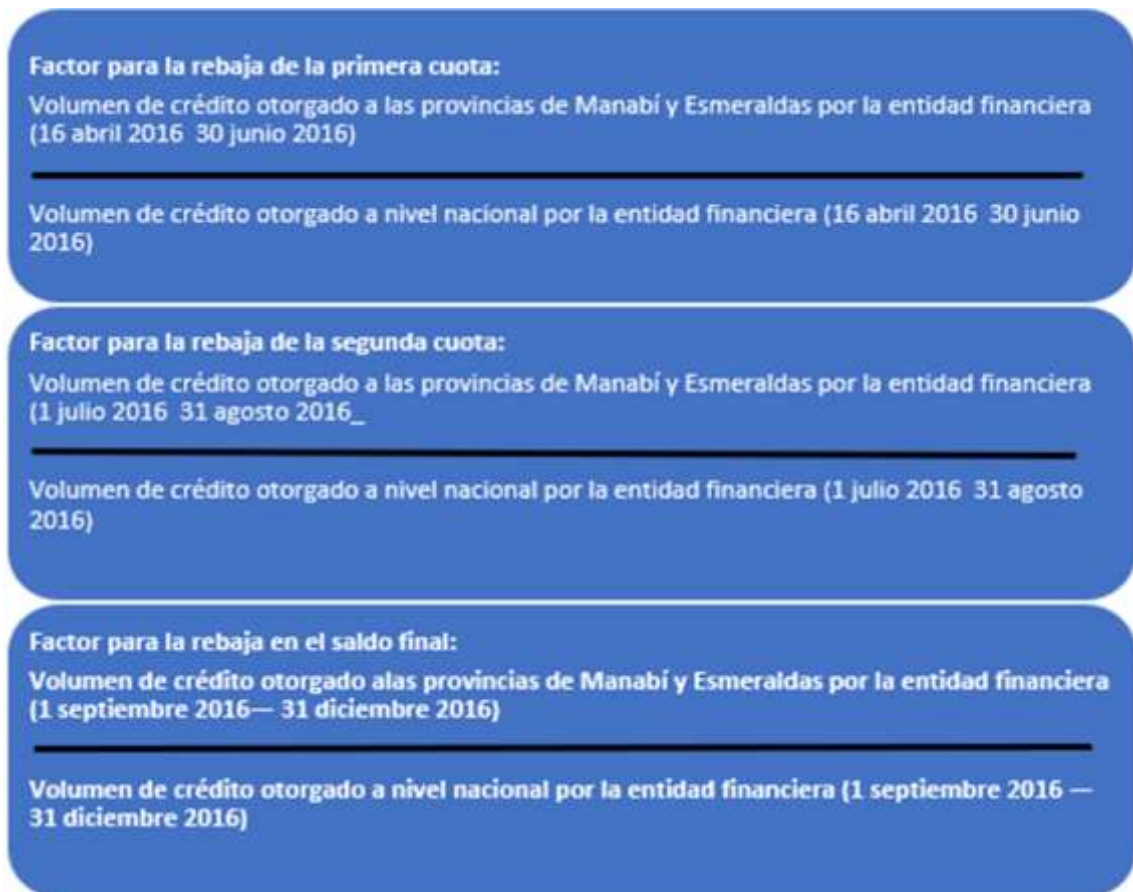 Factor para la rebaja de la primera cuota:
Volumen de crédito otorgado a las provincias de Manabí y Esmeraldas por la entidad financiera
(16 abril 2016  30 junio 2016)
Volumen de crédito otorgado a nivel nacional por la entidad financiera (16 abril 2016  30 junio
2016)
Factor para la rebaja de la segunda cuota:
Volumen de crédito otorgado a las provincias de Manabí y Esmeraldas por la entidad financiera
(1 julio 2016  31 agosto 2016_
Volumen de crédito otorgado a nivel nacional por la entidad financiera (1 julio 2016  31 agosto
2016)
Factor para la rebaja en el saldo final:
Volumen de crédito otorgado alas provincias de Manabí y Esmeraldas por la entidad financiera
(1 septiembre 2016— 31 diciembre 2016)
Volumen de crédito otorgado a nivel nacional por la entidad financiera (1 septiembre 2016 —
31 diciembre 2016)